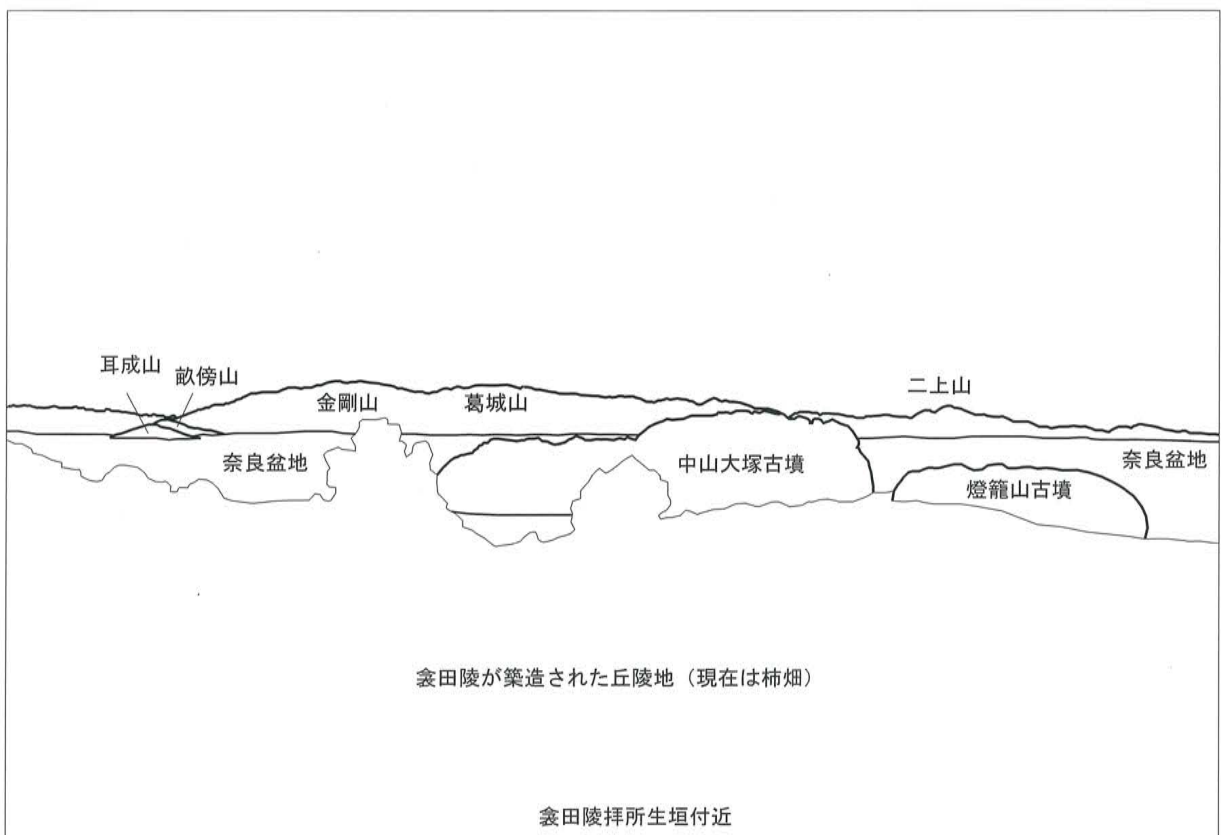 耳成山
畝傍山
金剛山
葛城山
二上山
奈良盆地
中山大塚古墳
奈良盆地
燈籠山古墳
衾田陵が築造された丘陵地（現在は柿畑）
衾田陵拝所生垣付近